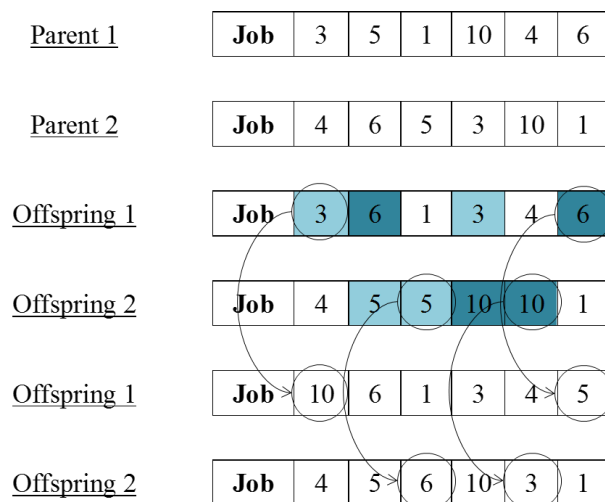 Parent 1 Job 3 5 1 10 4 6
Parent 2 Job 4 6 5 3 10 1
Offspring 1 Job 3 6 1 3 4 6
Offspring 2 Job 4 5 5 10 10 1
Offspring 1 Job 10 6 1 3 4 5
Offspring 2 Job 4 5 6 10 3 1